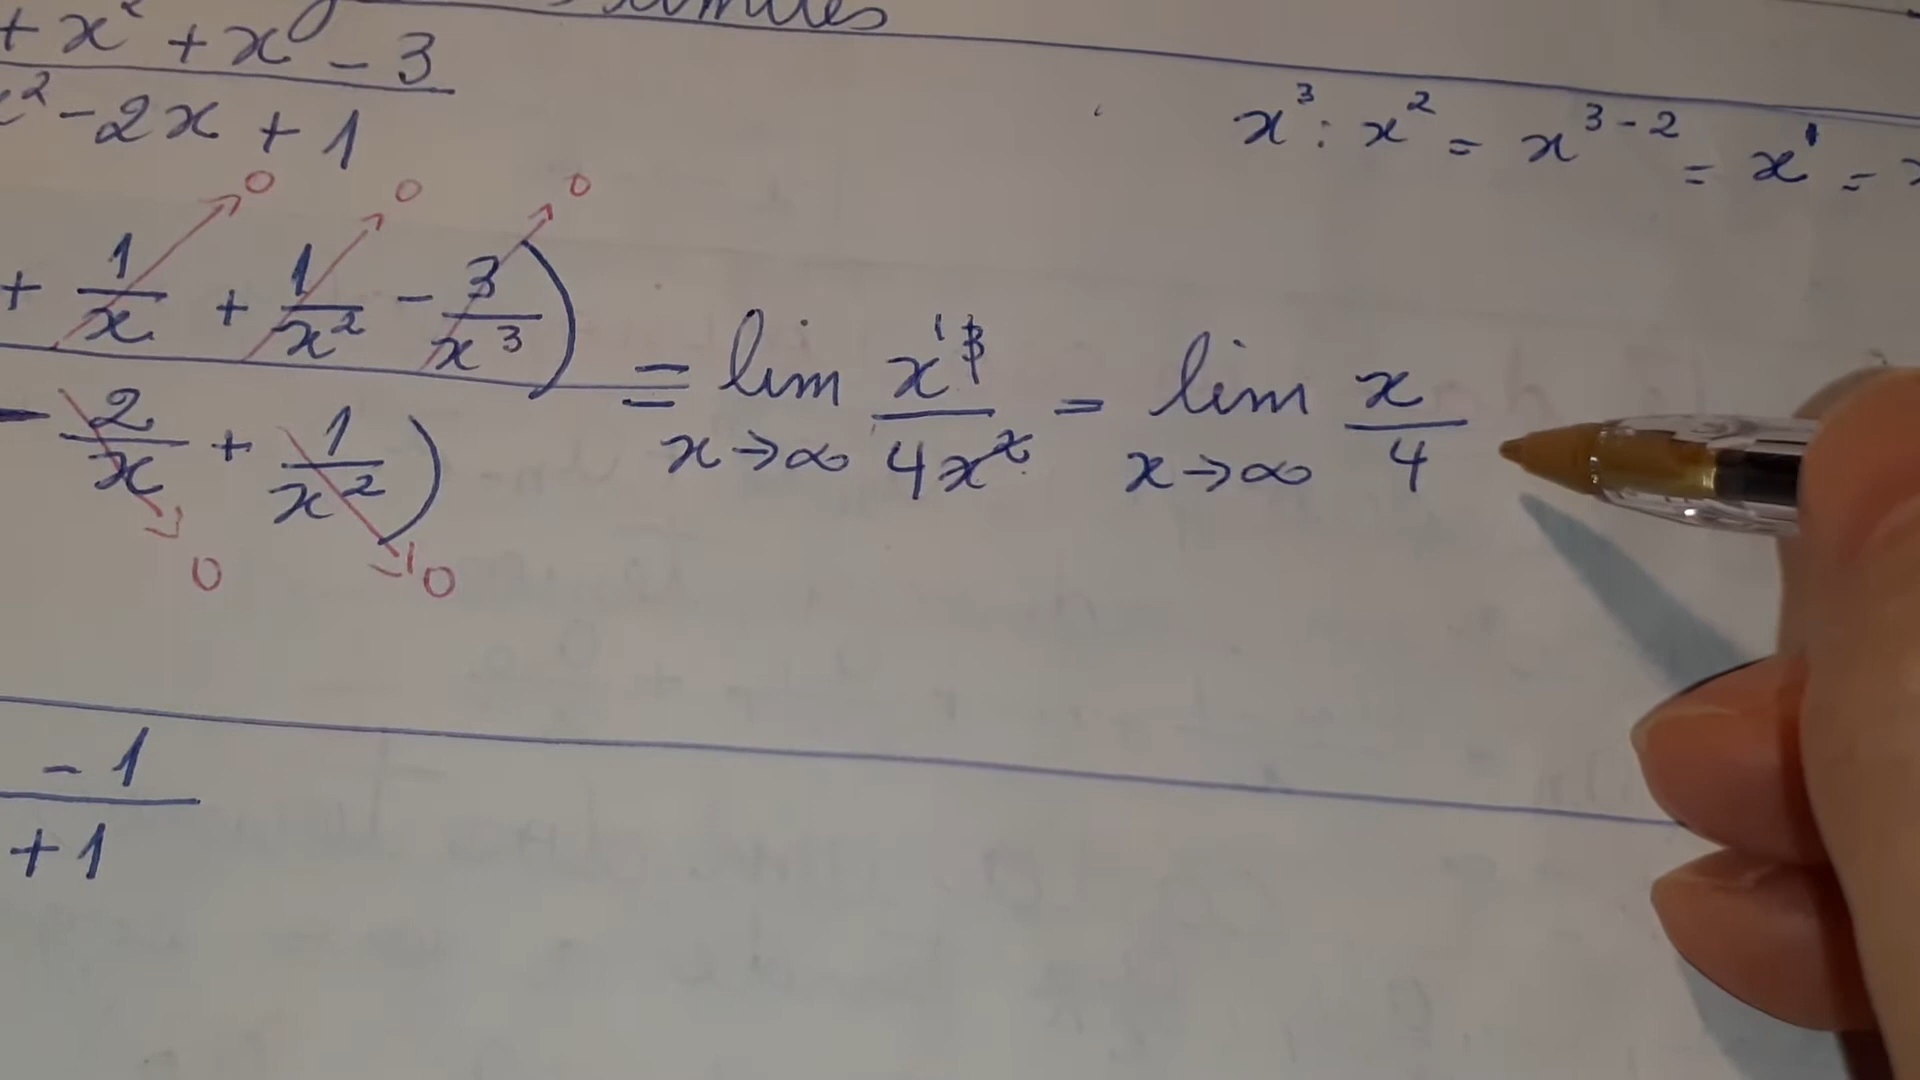 + x² + x - 3
x² - 2x + 1
x³ : x² = x³⁻² = x¹ =
+ 1/x + 1/x² - 3/x³ )
0 0 0
- 2/x + 1/x² )
0 0
= lim x→∞ x³/4x² = lim x→∞ x/4
- 1
+ 1